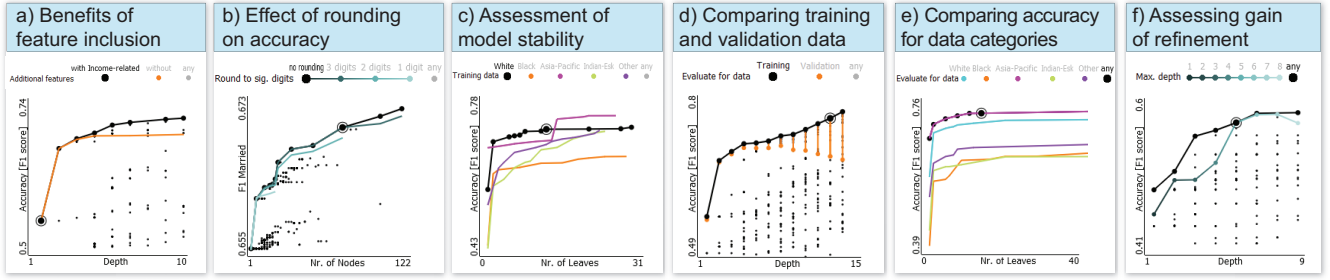 a) Benefits of
feature inclusion
with Income-related without any
Additional features
0.74
Accuracy [F1 score]
0.5
1 Depth 10
b) Effect of rounding
on accuracy
no rounding 3 digits 2 digits 1 digit any
Round to sig. digits
0.673
F1 Married
0.655
1 Nr. of Nodes 122
c) Assessment of
model stability
White Black Asia-Pacific Indian-Esk Other any
Training data
0.78
Accuracy [F1 score]
0.43
0 Nr. of Leaves 31
d) Comparing training
and validation data
Training Validation any
Evaluate for data
0.8
Accuracy [F1 score]
0.49
1 Depth 15
e) Comparing accuracy
for data categories
White Black Asia-Pacific Indian-Esk Other any
Evaluate for data
0.76
Accuracy [F1 score]
0.39
0 Nr. of Leaves 40
f) Assessing gain
of refinement
1 2 3 4 5 6 7 8 any
Max. depth
0.6
Accuracy [F1 score]
0.41
1 Depth 9